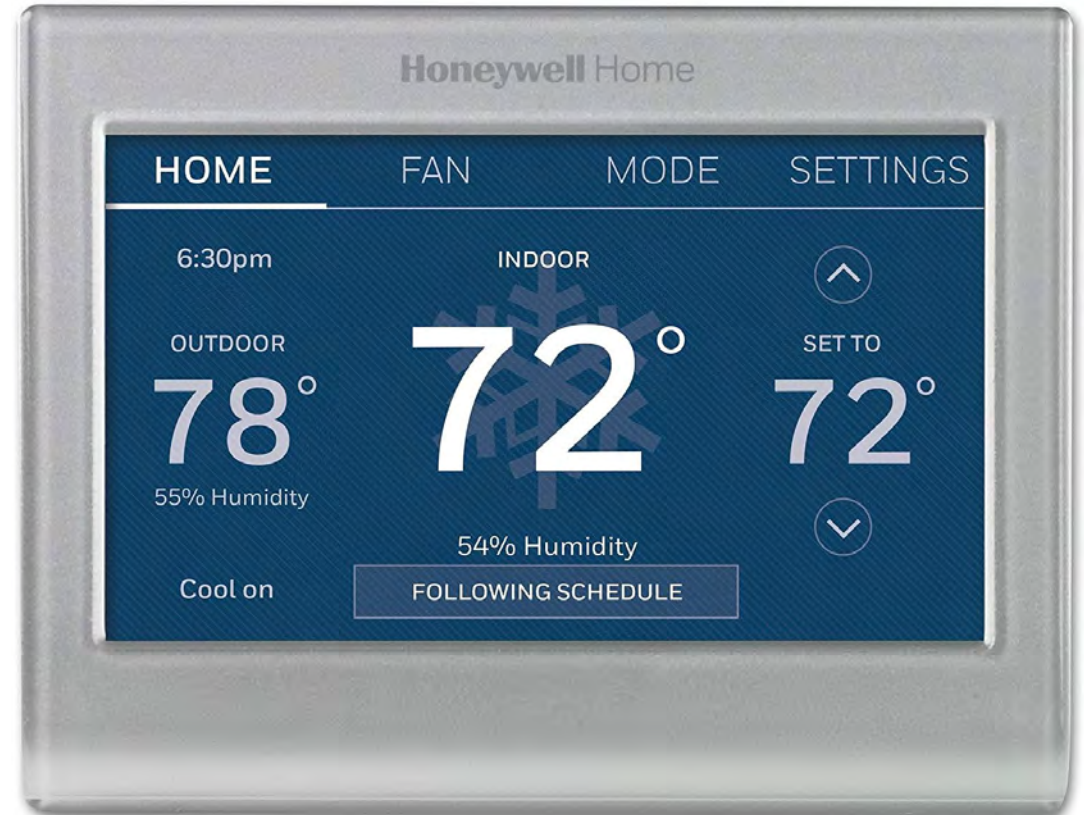 Honeywell Home
HOME FAN MODE SETTINGS
6:30pm
OUTDOOR
78°
55% Humidity
Cool on
INDOOR
72°
54% Humidity
FOLLOWING SCHEDULE
SET TO
72°